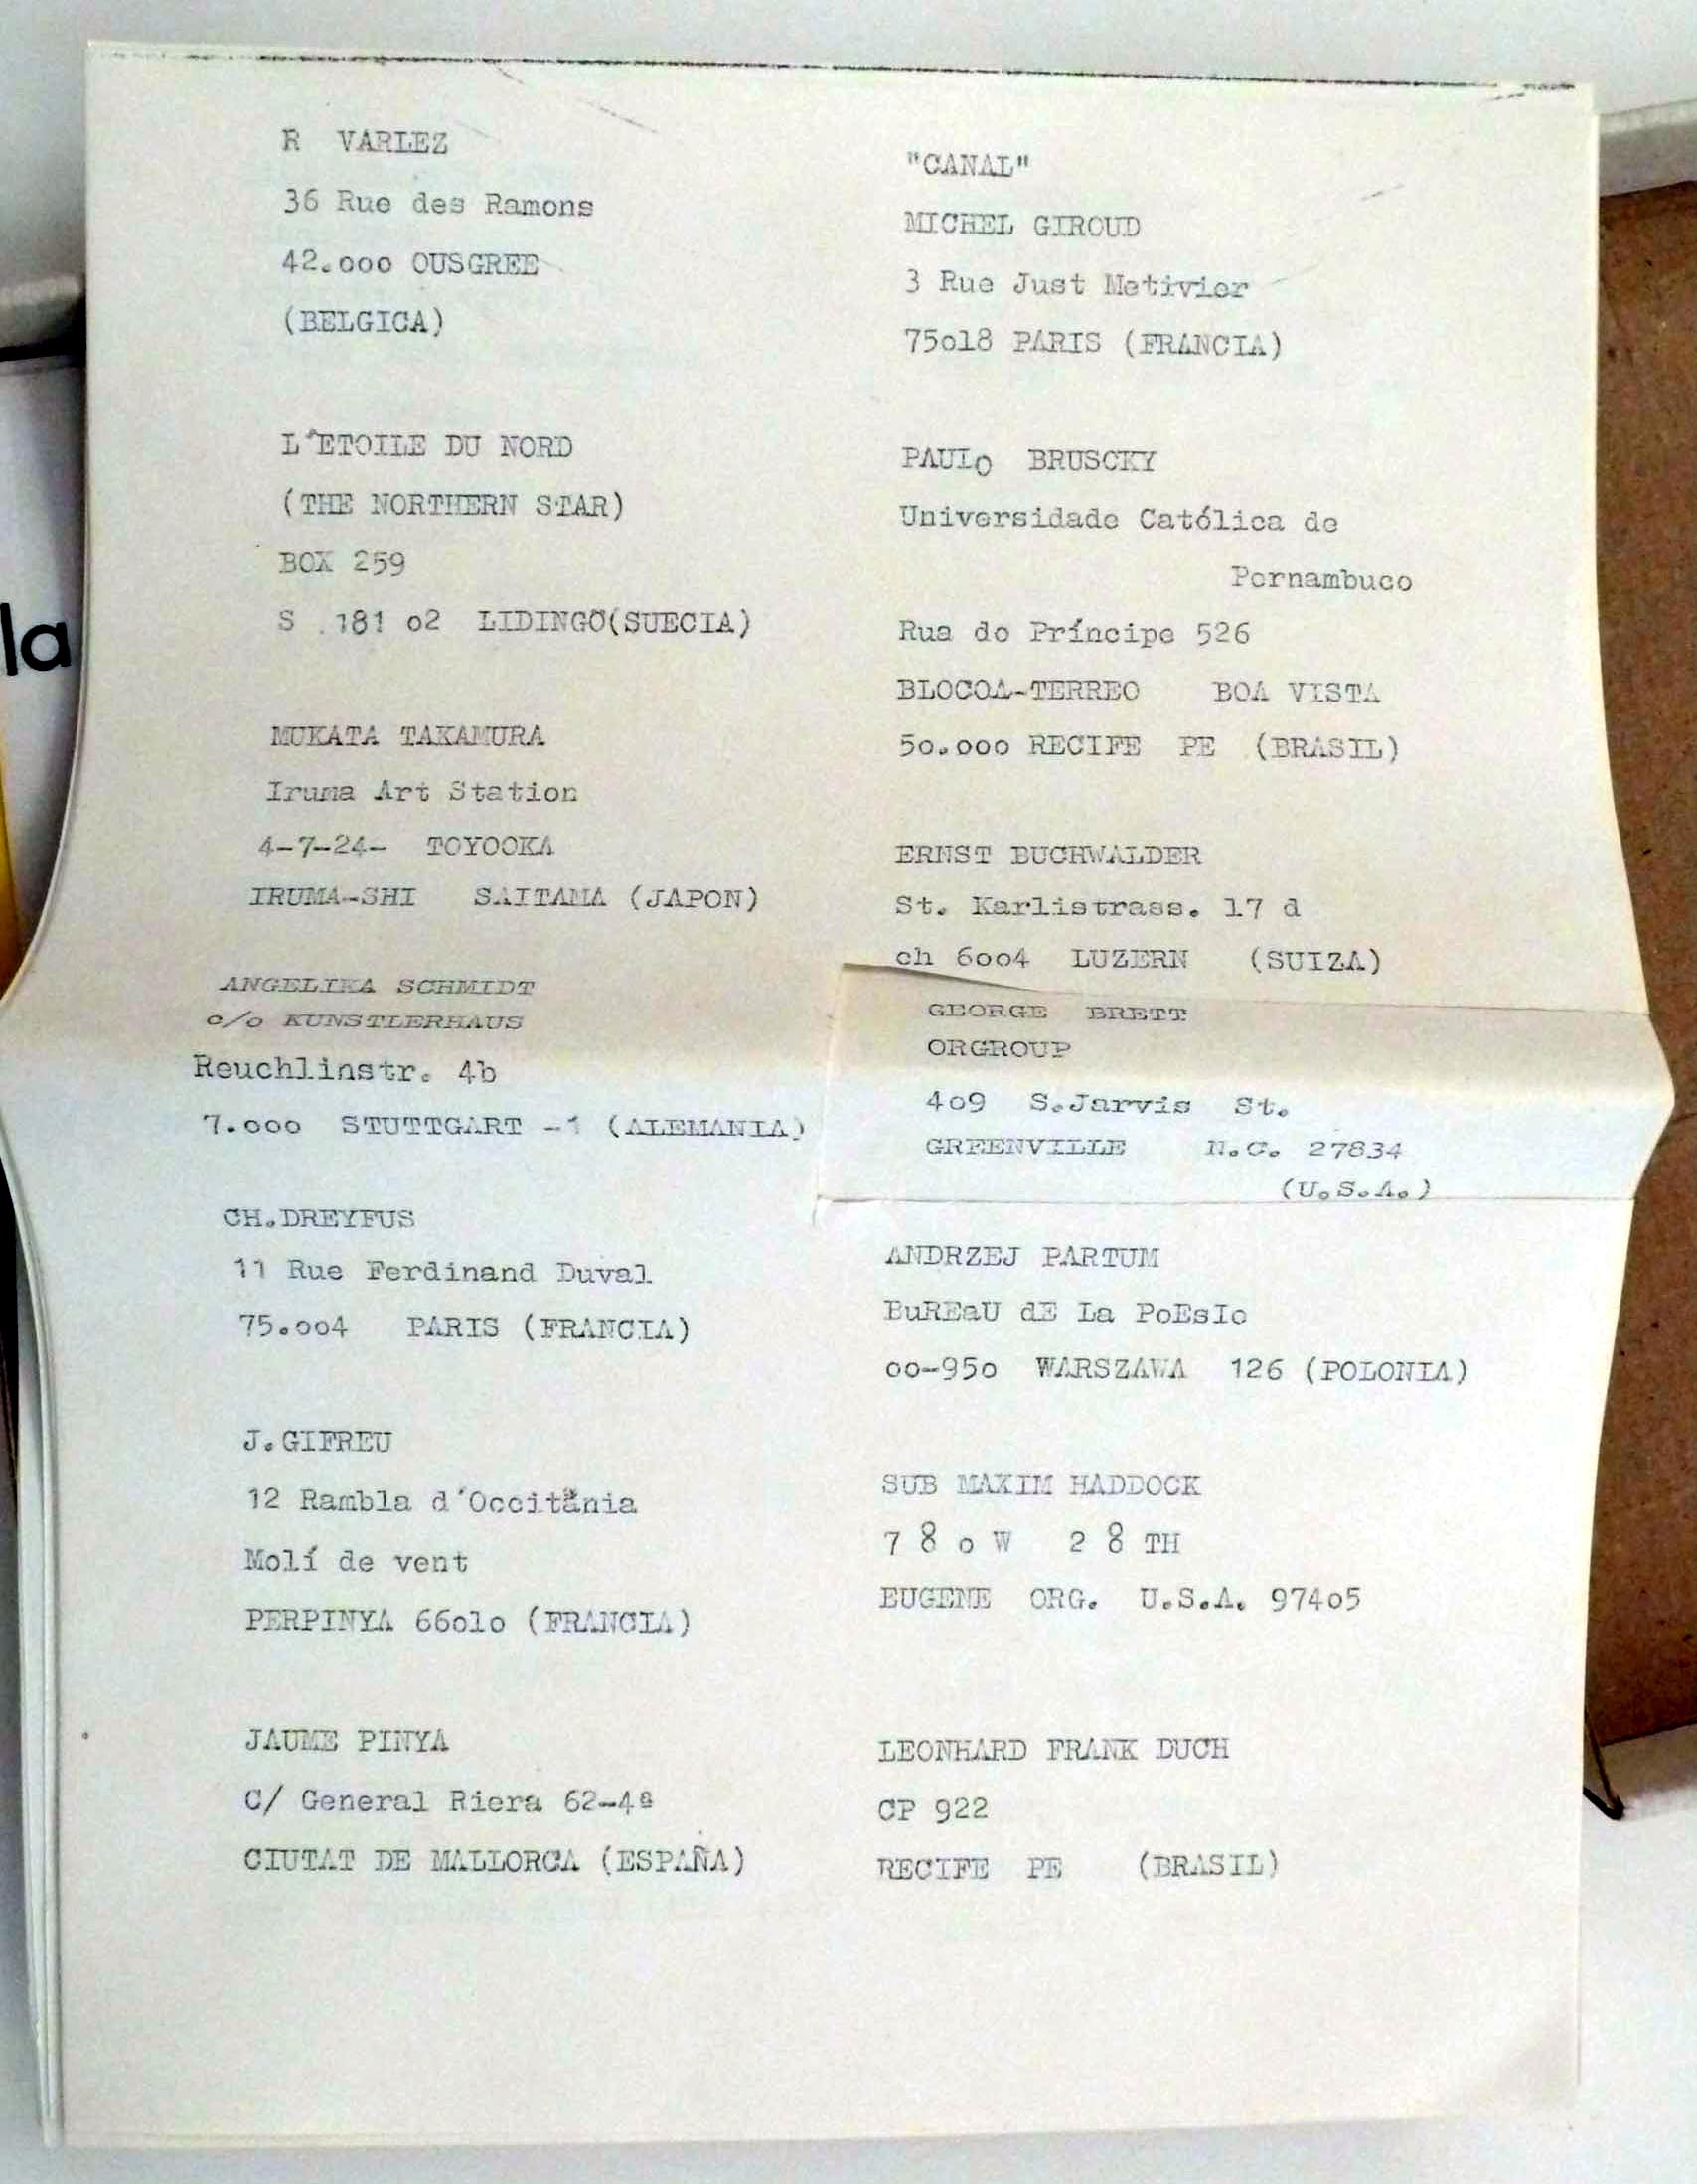 R VARLEZ
36 Rue des Ramons
42.ooo OUSGREE
(BELGICA)
L´ETOILE DU NORD
(THE NORTHERN STAR)
BOX 259
S .181 o2 LIDINGÖ(SUECIA)
MUKATA TAKAMURA
Iruma Art Station
4-7-24- TOYOOKA
IRUMA-SHI SAITAMA (JAPON)
ANGELIKA SCHMIDT
c/o KUNSTLERHAUS
Reuchlinstr. 4b
7.ooo STUTTGART -1 (ALEMANIA)
CH.DREYFUS
11 Rue Ferdinand Duval
75.oo4 PARIS (FRANCIA)
J.GIFREU
12 Rambla d´Occitània
Molí de vent
PERPINYA 66o1o (FRANCIA)
JAUME PINYA
C/ General Riera 62-4º
CIUTAT DE MALLORCA (ESPAÑA)
"CANAL"
MICHEL GIROUD
3 Rue Just Metivier
75o18 PARIS (FRANCIA)
PAULo BRUSCKY
Universidade Católica de
Pernambuco
Rua do Príncipe 526
BLOCOA-TERREO BOA VISTA
5o.ooo RECIFE PE (BRASIL)
ERNST BUCHWALDER
St. Karlistrass. 17 d
ch 6oo4 LUZERN (SUIZA)
GEORGE BRETT
ORGROUP
4o9 S.Jarvis St.
GREENVILLE N.C. 27834
(U.S.A.)
ANDRZEJ PARTUM
BuREaU dE La PoEsIe
oo-95o WARSZAWA 126 (POLONIA)
SUB MAXIM HADDOCK
7 8 o W 2 8 TH
EUGENE ORG. U.S.A. 974o5
LEONHARD FRANK DUCH
CP 922
RECIFE PE (BRASIL)
la